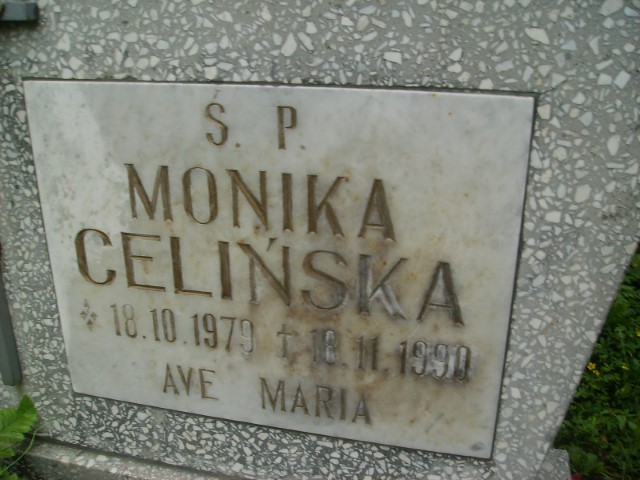 Ś. P.
MONIKA
CELIŃSKA
18.10.1979 † 18.11.1990
AVE MARIA